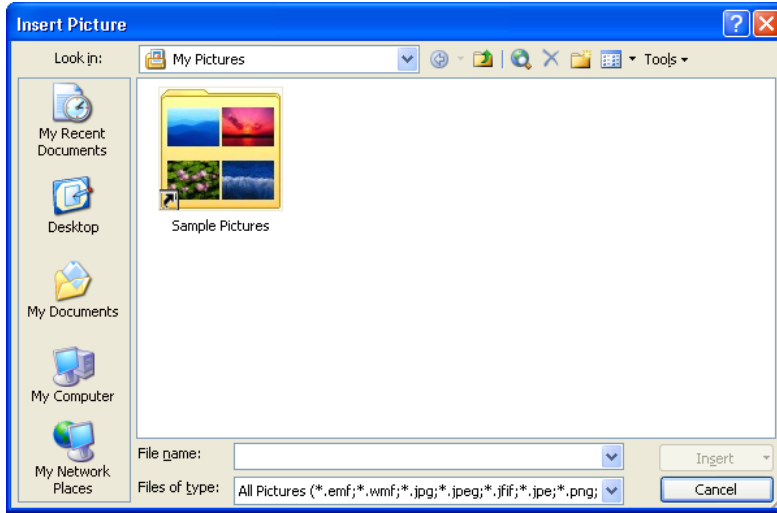 Insert Picture
Look in:
My Pictures
Tools
My Recent
Documents
Desktop
My Documents
My Computer
My Network
Places
Sample Pictures
File name:
Insert
Files of type:
All Pictures (*.emf;*.wmf;*.jpg;*.jpeg;*.jfif;*.jpe;*.png;
Cancel